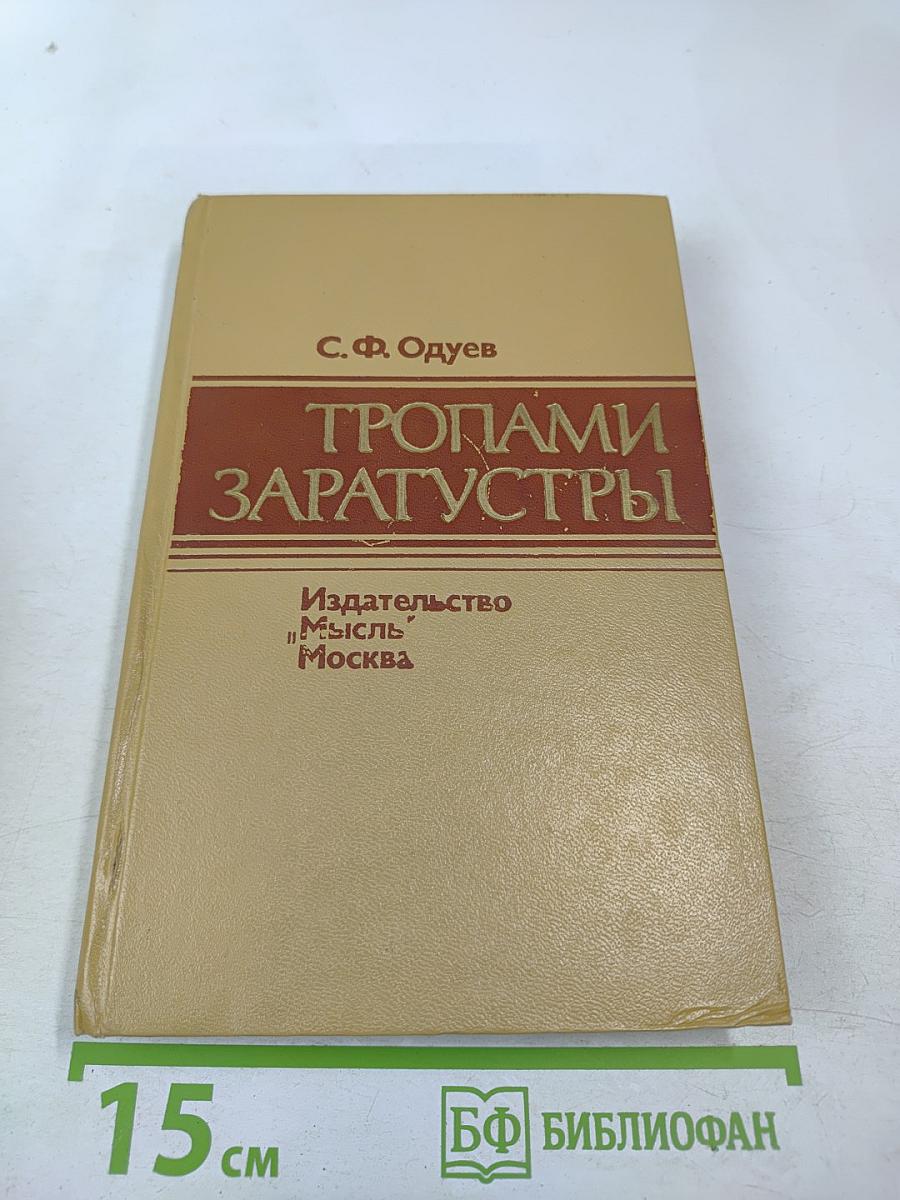 С. Ф. Одуев
ТРОПАМИ
ЗАРАТУСТРЫ
Издательство
„Мысль"
Москва
15 см
БФ БИБЛИОФАН